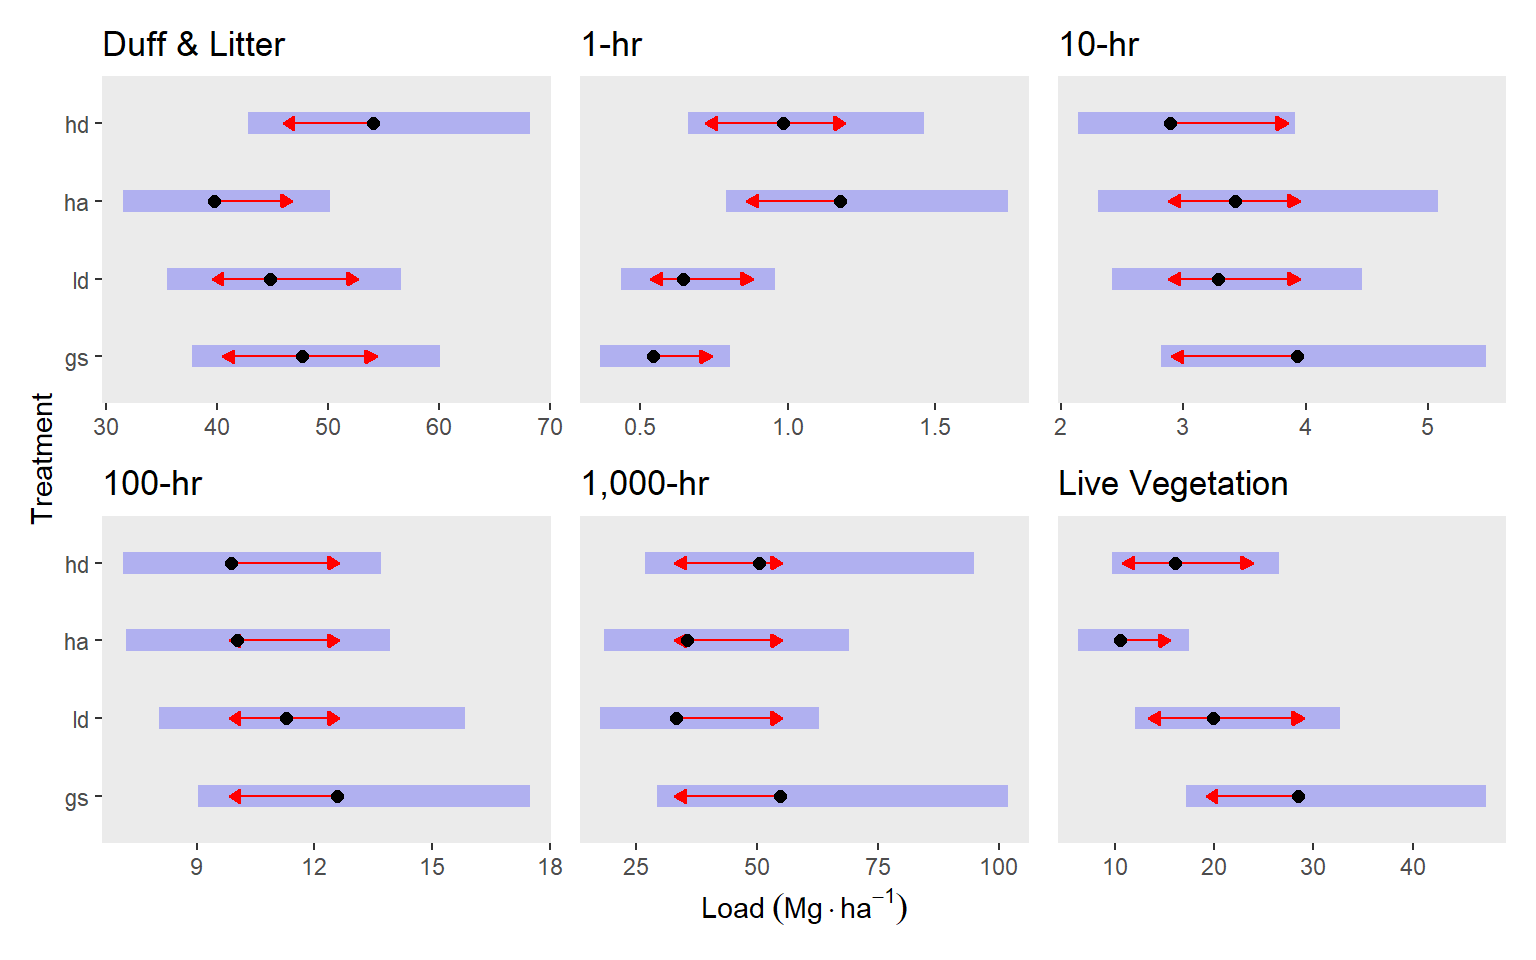 Duff & Litter
1-hr
10-hr
hd
ha
ld
gs
30 40 50 60 70
0.5 1.0 1.5
2 3 4 5
Treatment
100-hr
1,000-hr
Live Vegetation
hd
ha
ld
gs
9 12 15 18
25 50 75 100
10 20 30 40
Load (Mg · ha⁻¹)